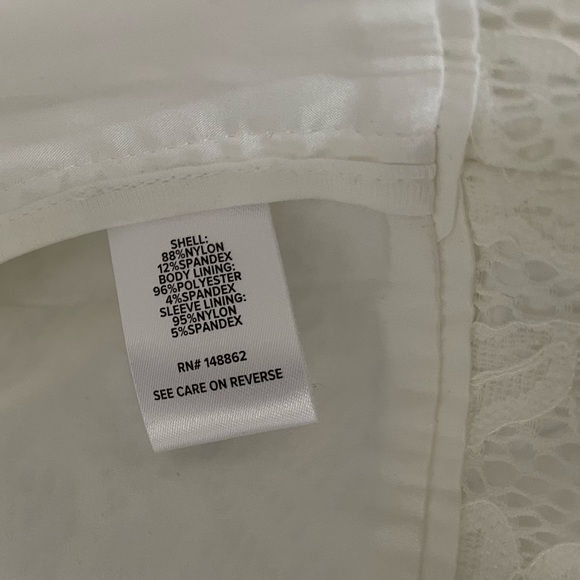 SHELL:
88%NYLON
12%SPANDEX
BODY LINING:
96%POLYESTER
4%SPANDEX
SLEEVE LINING:
95%NYLON
5%SPANDEX
RN# 148862
SEE CARE ON REVERSE